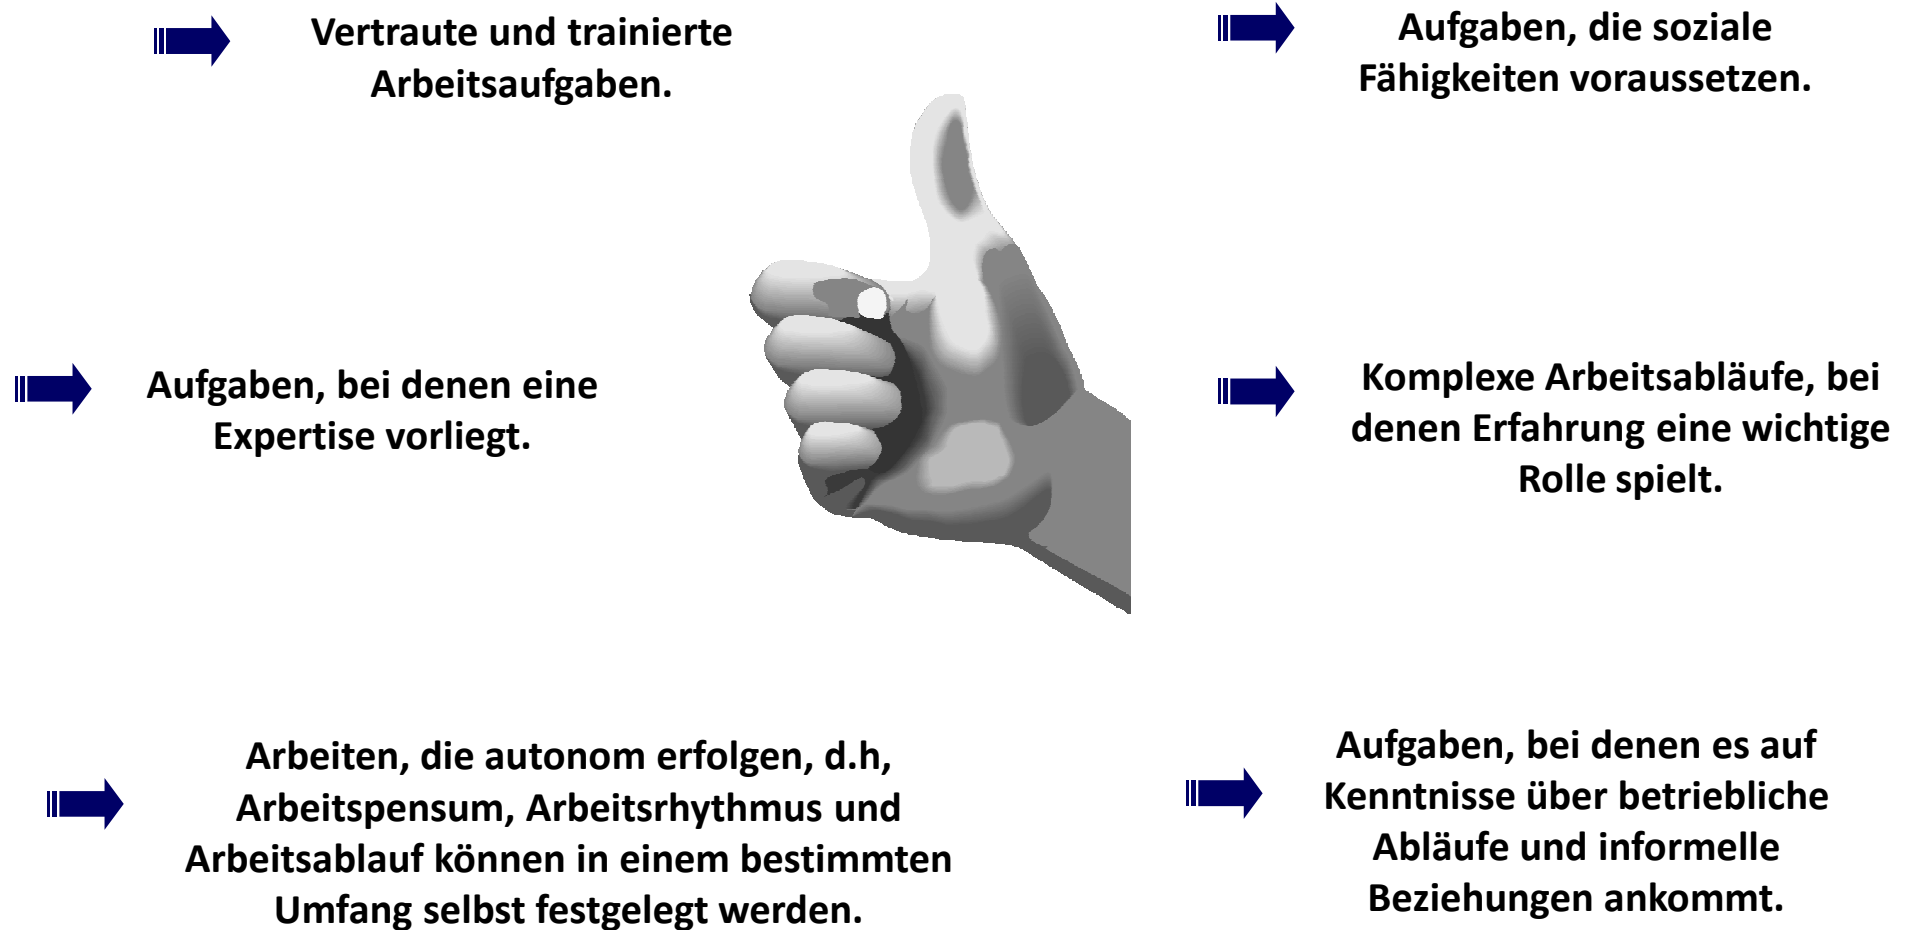 Vertraute und trainierte
Arbeitsaufgaben.
Aufgaben, die soziale
Fähigkeiten voraussetzen.
Aufgaben, bei denen eine
Expertise vorliegt.
Komplexe Arbeitsabläufe, bei
denen Erfahrung eine wichtige
Rolle spielt.
Arbeiten, die autonom erfolgen, d.h,
Arbeitspensum, Arbeitsrhythmus und
Arbeitsablauf können in einem bestimmten
Umfang selbst festgelegt werden.
Aufgaben, bei denen es auf
Kenntnisse über betriebliche
Abläufe und informelle
Beziehungen ankommt.